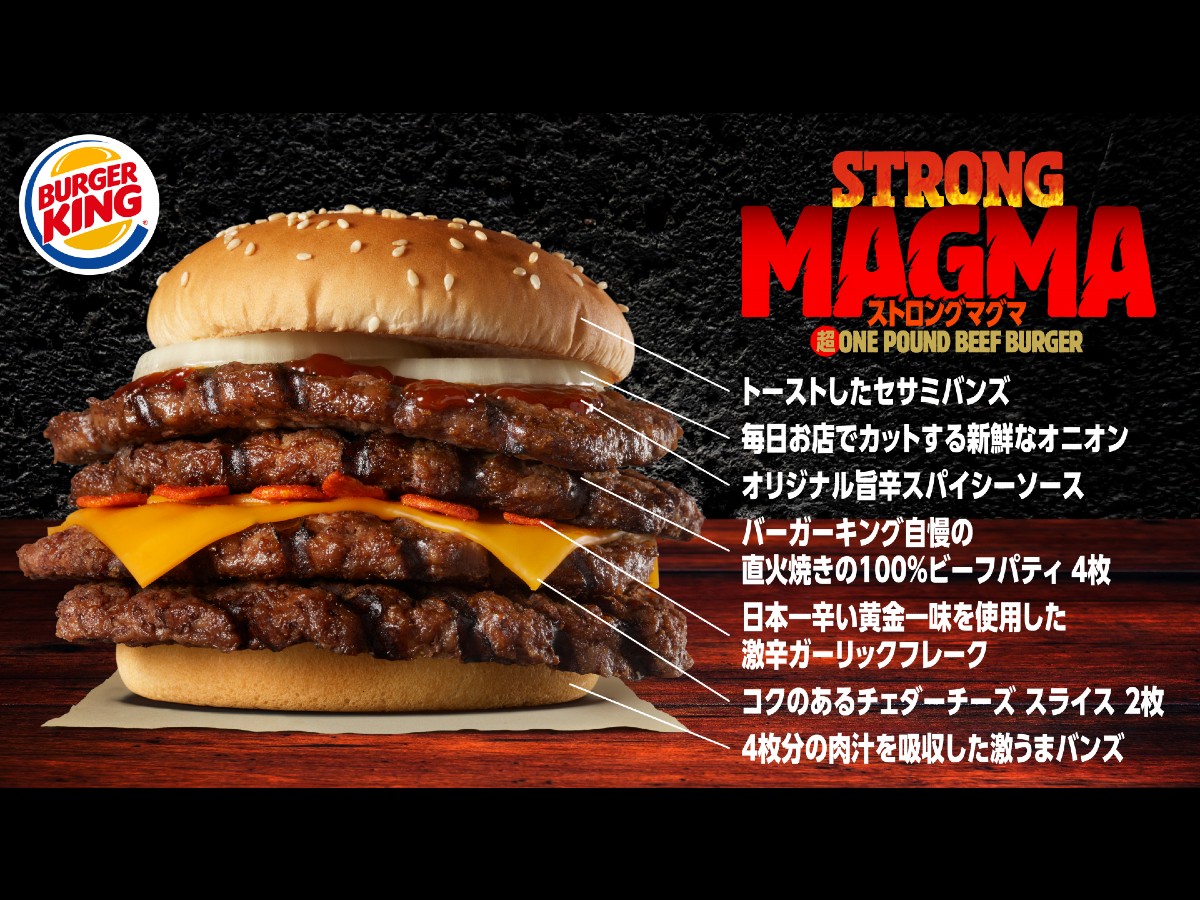 BURGER
KING
STRONG
MAGMA
ストロングマグマ
超 ONE POUND BEEF BURGER
トーストしたセサミバンズ
毎日お店でカットする新鮮なオニオン
オリジナル旨辛スパイシーソース
バーガーキング自慢の
直火焼きの100%ビーフパティ 4枚
日本一辛い黄金一味を使用した
激辛ガーリックフレーク
コクのあるチェダーチーズ スライス 2枚
4枚分の肉汁を吸収した激うまバンズ